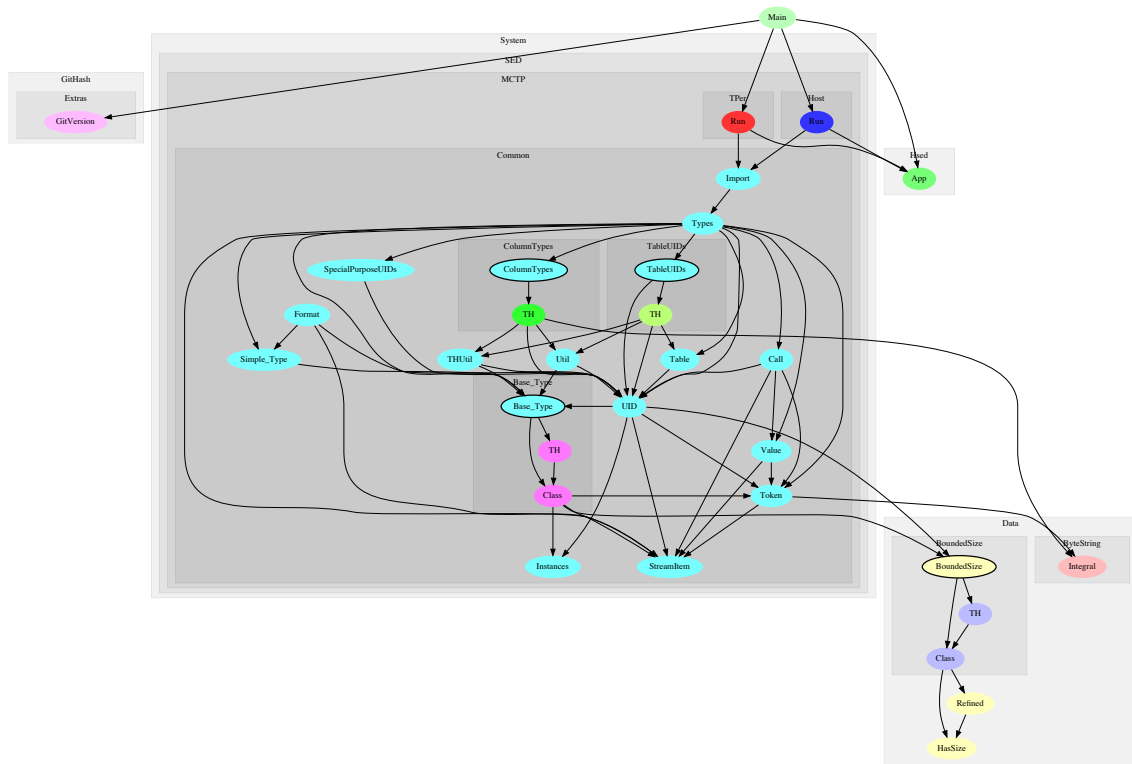 Main
System
SED
GitHash
MCTP
Extras
TPer
Host
GitVersion
Run
Run
Common
Hsed
Import
App
Types
ColumnTypes
TableUIDs
SpecialPurposeUIDs
ColumnTypes
TableUIDs
Format
TH
TH
Simple_Type
THUtil
Util
Table
Call
Base_Type
Base_Type
UID
TH
Value
Class
Token
Data
BoundedSize
ByteString
Instances
StreamItem
BoundedSize
Integral
TH
Class
Refined
HasSize